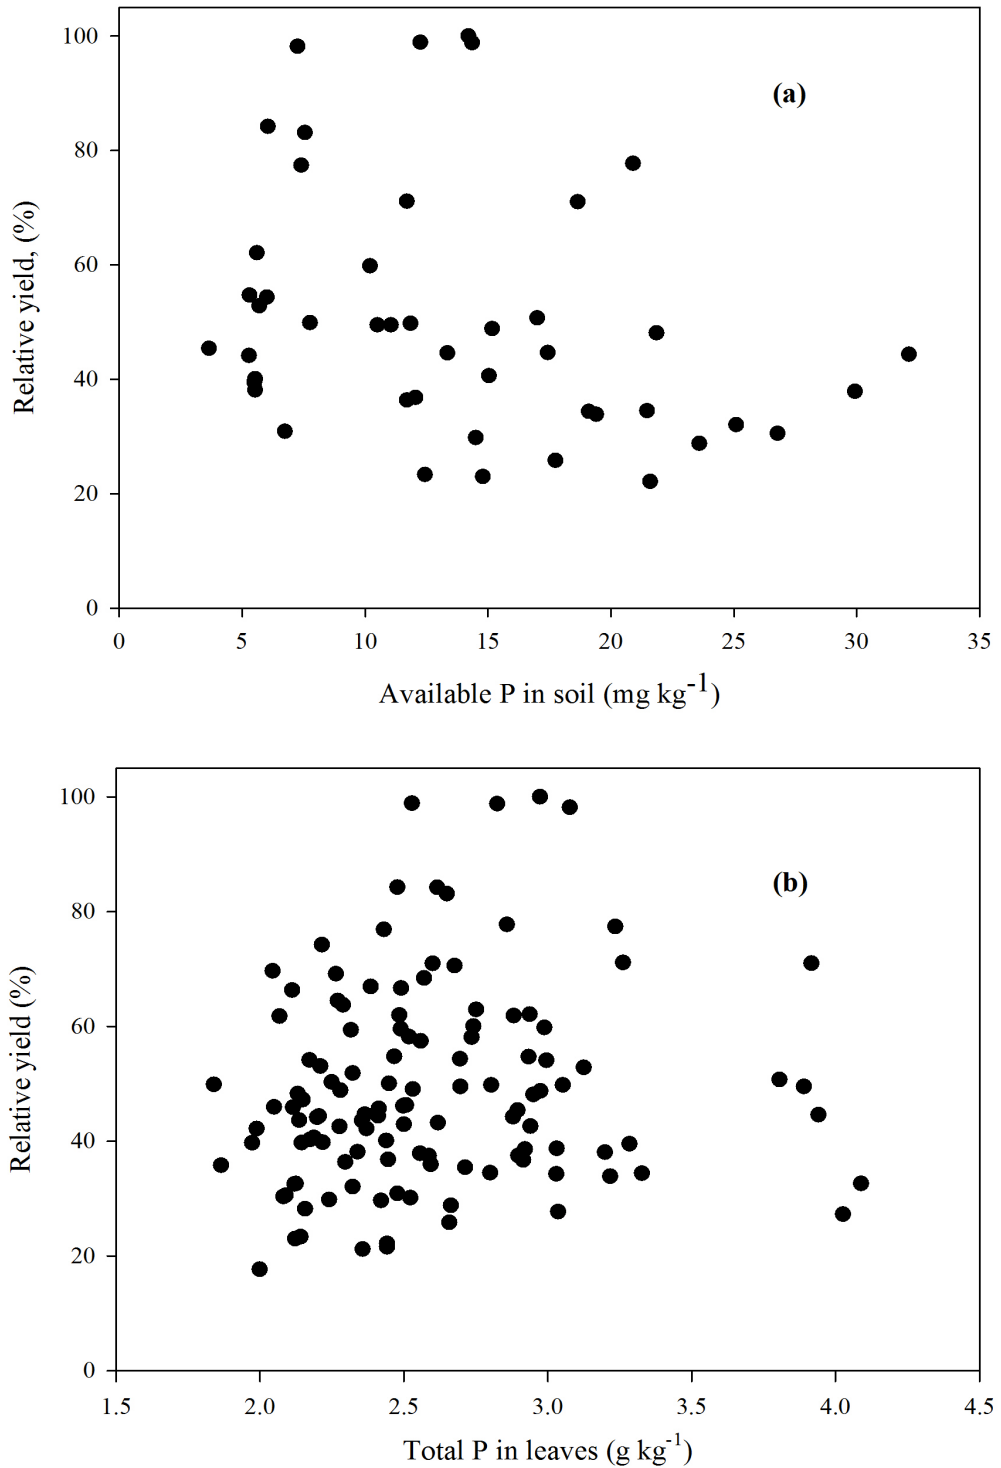 100
(a)
80
Relative yield, (%)
60
40
20
0
0 5 10 15 20 25 30 35
Available P in soil (mg kg-1)
100
(b)
80
Relative yield (%)
60
40
20
0
1.5 2.0 2.5 3.0 3.5 4.0 4.5
Total P in leaves (g kg-1)